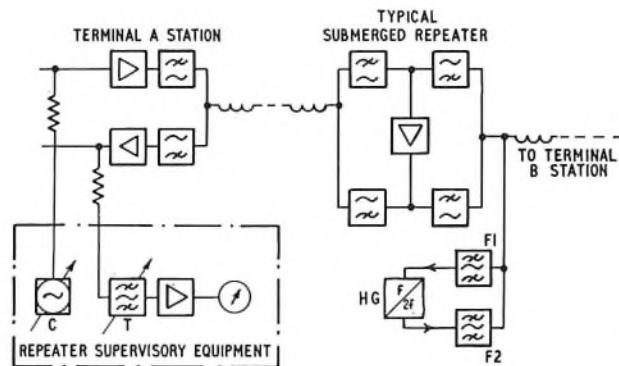 TERMINAL A STATION
TYPICAL
SUBMERGED REPEATER
TO TERMINAL
B STATION
F1
HG
F
2F
F2
C
T
REPEATER SUPERVISORY EQUIPMENT